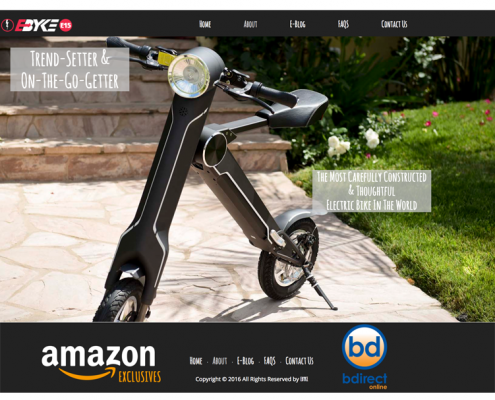 EBYKE E15
Home About E-Blog FAQS Contact Us
Trend-Setter &
On-The-Go-Getter
The Most Carefully Constructed
& Thoughtful
Electric Bike In The World
amazon
EXCLUSIVES
Home . About . E-Blog . FAQS . Contact Us
Copyright © 2016 All Rights Reserved by
bd
bdirect
online